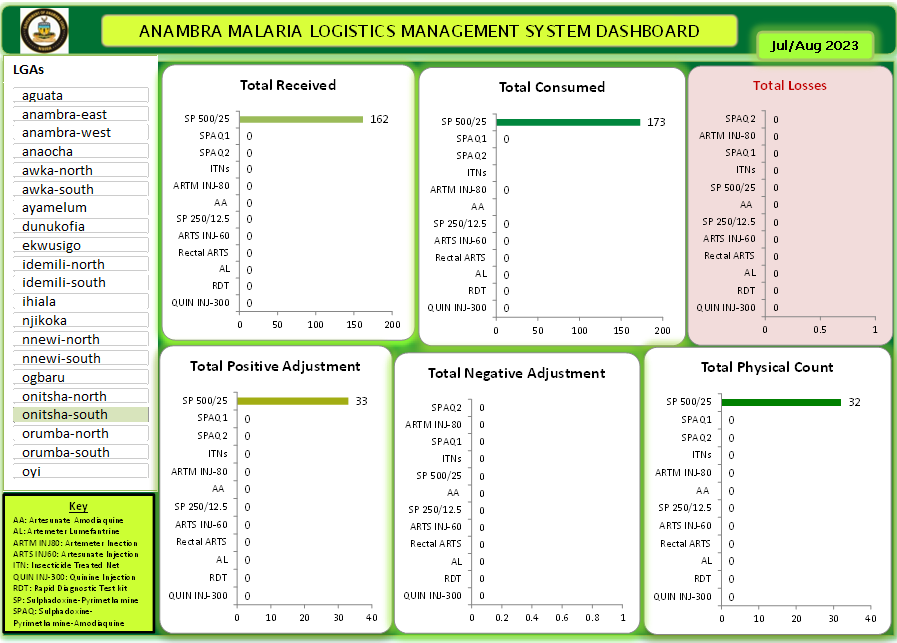 ANAMBRA MALARIA LOGISTICS MANAGEMENT SYSTEM DASHBOARD
Jul/Aug 2023
LGAs
aguata
anambra-east
anambra-west
anaocha
awka-north
awka-south
ayamelum
dunukofia
ekwusigo
idemili-north
idemili-south
ihiala
njikoka
nnewi-north
nnewi-south
ogbaru
onitsha-north
onitsha-south
orumba-north
orumba-south
oyi
Key
AA: Artesunate Amodiaquine
AL: Artemeter Lumefantrine
ARTM INJ80: Artemeter Inection
ARTS INJ60: Artesunate Injection
ITN: Insecticide Treated Net
QUIN INJ-300: Quinine Injection
RDT: Rapid Diagnostic Test kit
SP: Sulphadoxine-Pyrimethamine
SPAQ: Sulphadoxine-
Pyrimethamine-Amodiaquine
Total Received
SP 500/25 162
SPAQ1 0
SPAQ2 0
ITNs 0
ARTM INJ-80 0
AA 0
SP 250/12.5 0
ARTS INJ-60 0
Rectal ARTS 0
AL 0
RDT 0
QUIN INJ-300 0
0 50 100 150 200
Total Consumed
SP 500/25 173
SPAQ1 0
SPAQ2
ITNs
ARTM INJ-80 0
AA
SP 250/12.5 0
ARTS INJ-60 0
Rectal ARTS 0
AL 0
RDT 0
QUIN INJ-300 0
0 50 100 150 200
Total Losses
SPAQ2 0
ARTM INJ-80 0
SPAQ1 0
ITNs 0
SP 500/25 0
AA 0
SP 250/12.5 0
ARTS INJ-60 0
Rectal ARTS 0
AL 0
RDT 0
QUIN INJ-300 0
0 0.5 1
Total Positive Adjustment
SP 500/25 33
SPAQ1 0
SPAQ2 0
ITNs 0
ARTM INJ-80 0
AA 0
SP 250/12.5 0
ARTS INJ-60 0
Rectal ARTS 0
AL 0
RDT 0
QUIN INJ-300 0
0 10 20 30 40
Total Negative Adjustment
SPAQ2 0
ARTM INJ-80 0
SPAQ1 0
ITNs 0
SP 500/25 0
AA 0
SP 250/12.5 0
ARTS INJ-60 0
Rectal ARTS 0
AL 0
RDT 0
QUIN INJ-300 0
0 0.2 0.4 0.6 0.8 1
Total Physical Count
SP 500/25 32
SPAQ1 0
SPAQ2 0
ITNs 0
ARTM INJ-80 0
AA 0
SP 250/12.5 0
ARTS INJ-60 0
Rectal ARTS 0
AL 0
RDT 0
QUIN INJ-300 0
0 10 20 30 40